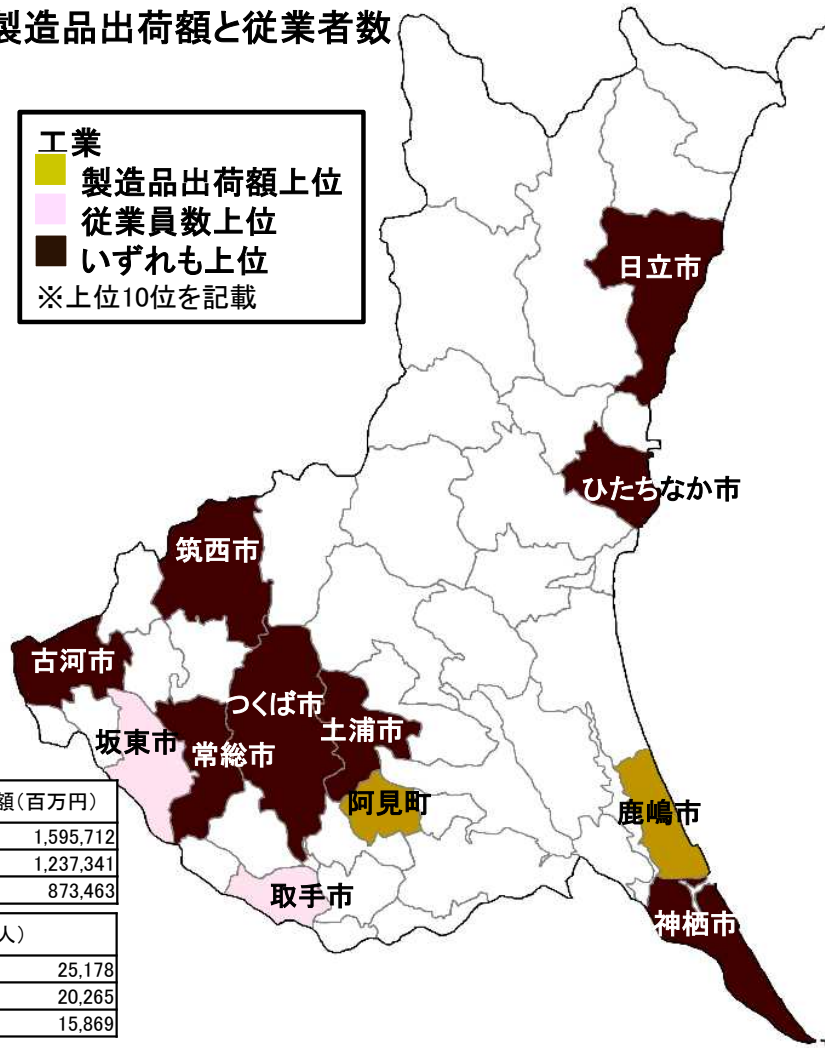 製造品出荷額と従業者数
工業
製造品出荷額上位
従業員数上位
いずれも上位
※上位10位を記載
日立市
ひたちなか市
筑西市
古河市
つくば市
土浦市
坂東市
常総市
阿見町
鹿嶋市
取手市
神栖市
額(百万円)
1,595,712
1,237,341
873,463
人)
25,178
20,265
15,869